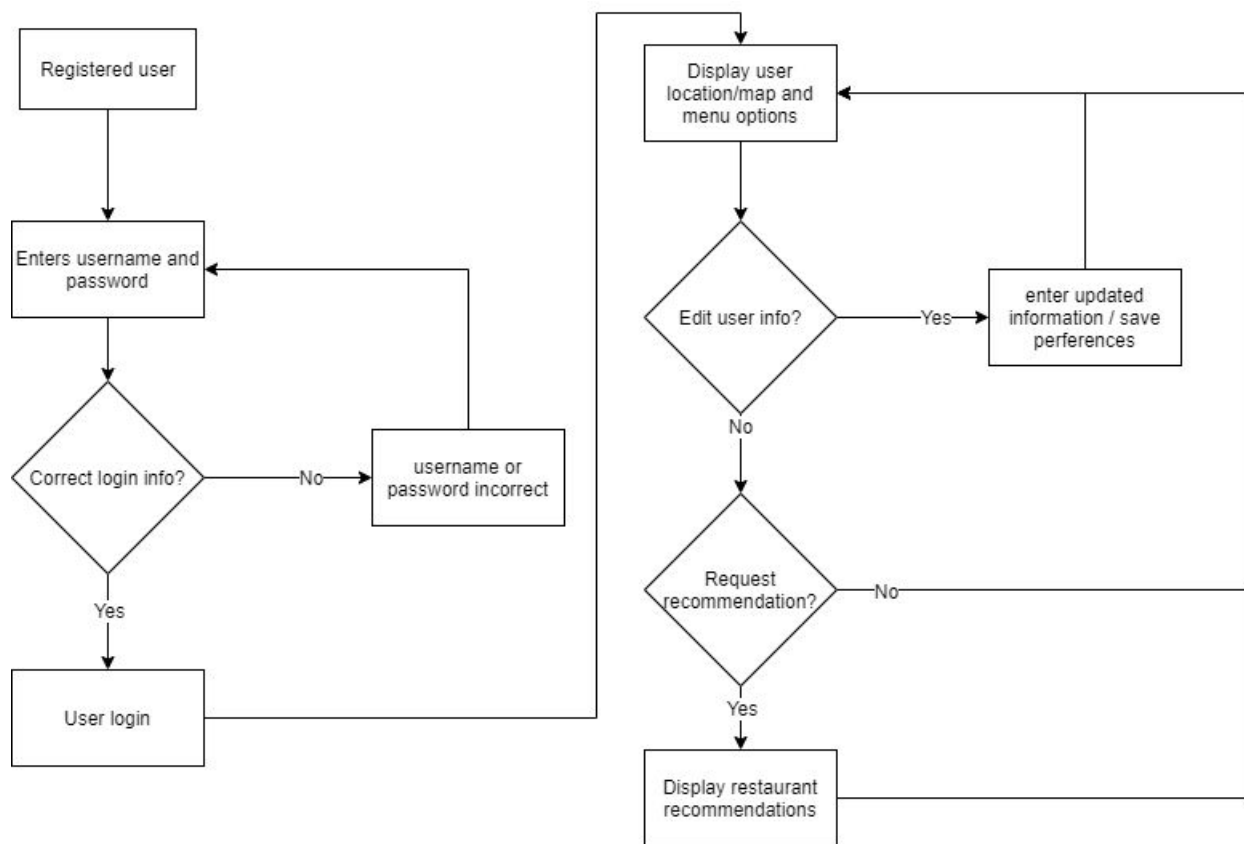 Registered user
Enters username and
password
Correct login info?
No
username or
password incorrect
Yes
User login
Display user
location/map and
menu options
Edit user info?
Yes
enter updated
information / save
perferences
No
Request
recommendation?
No
Yes
Display restaurant
recommendations